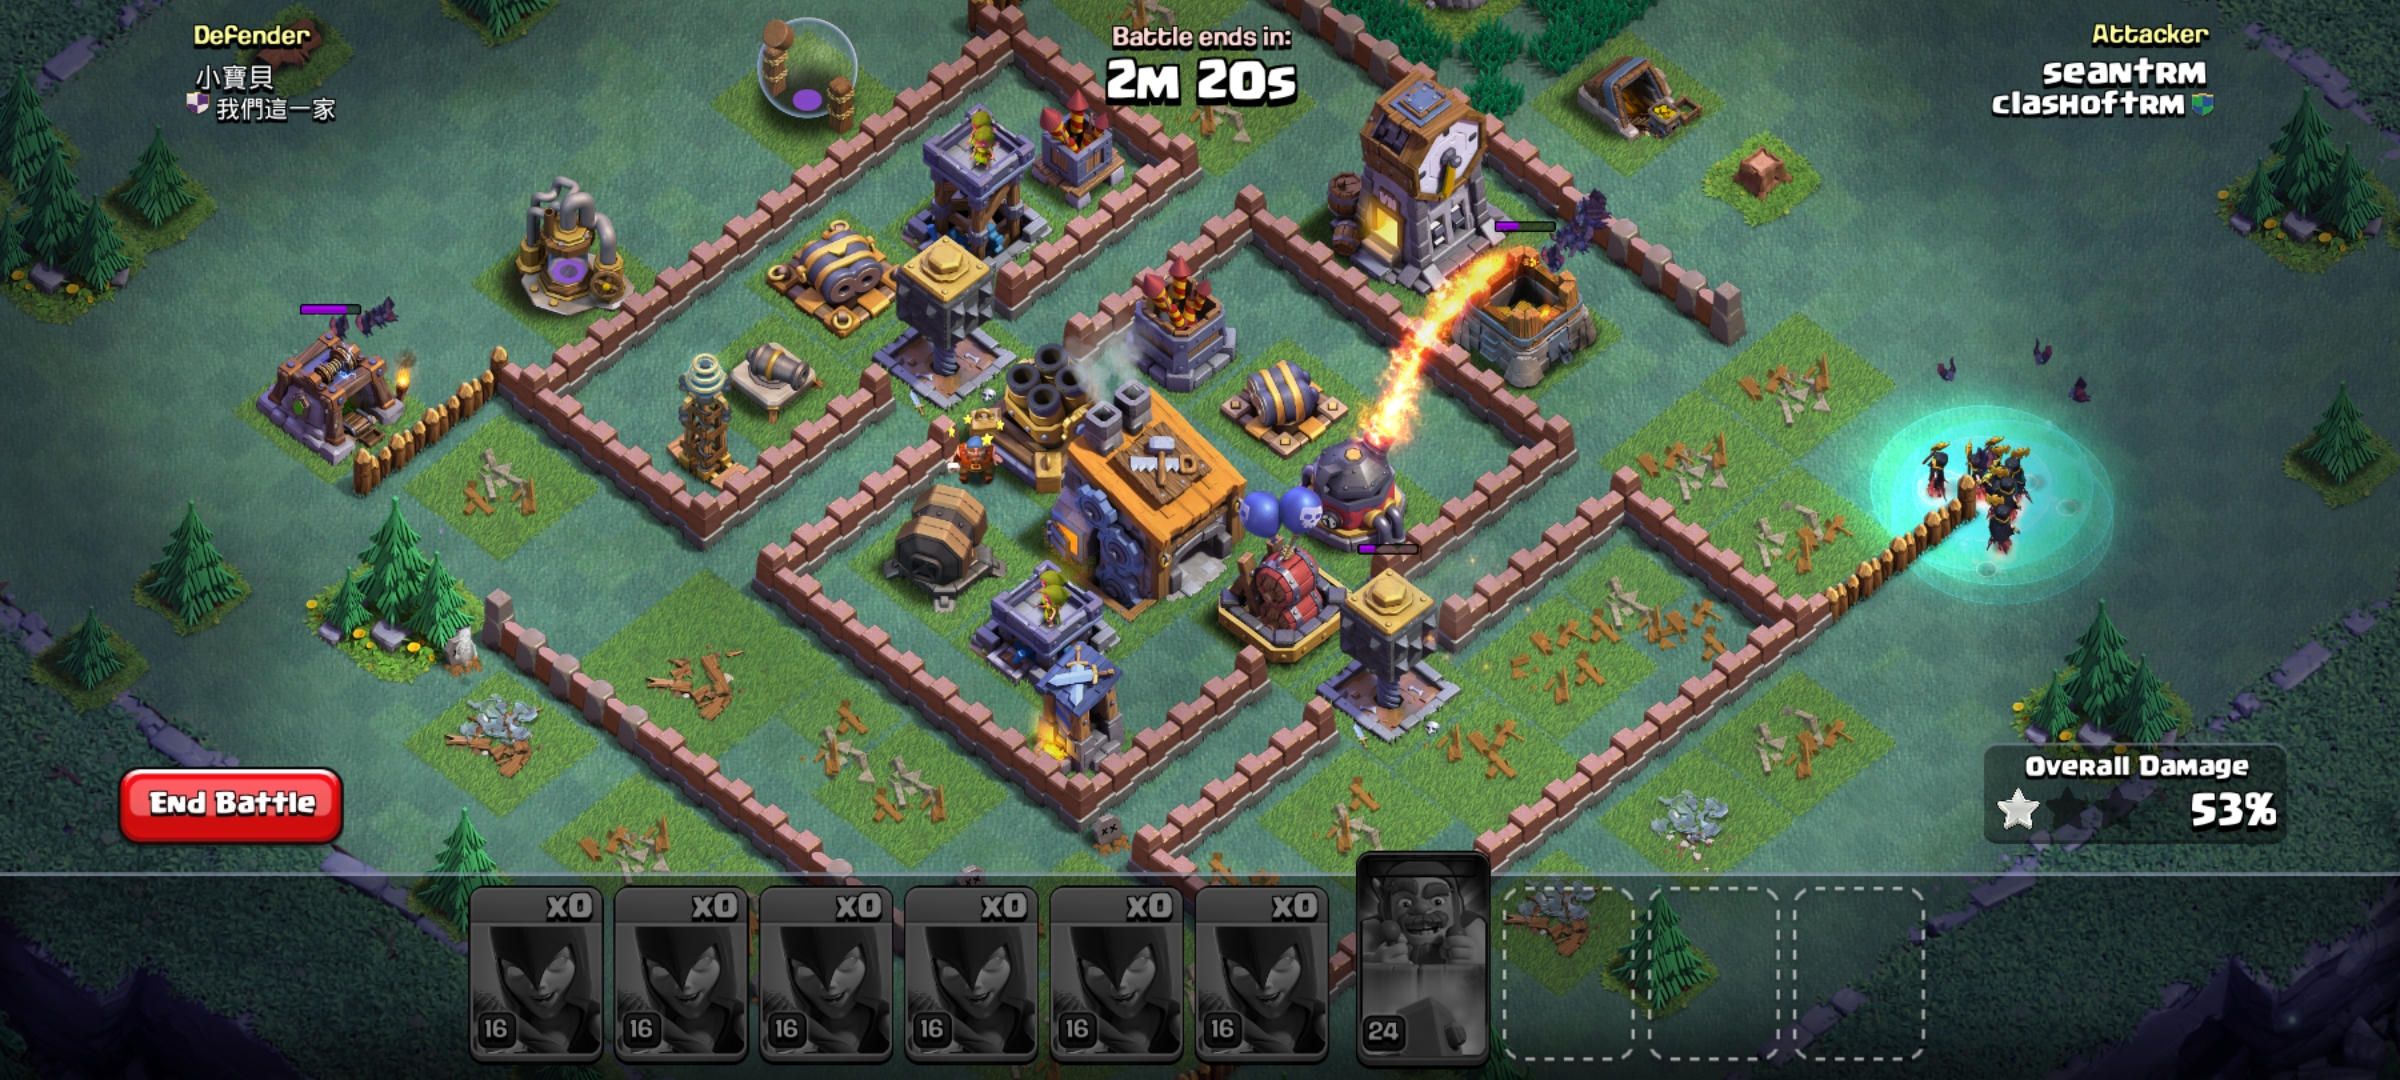 Defender
小寶貝
我們這一家
Battle ends in:
2M 20s
Attacker
seantrm
clashoftrm
End Battle
Overall Damage
53%
x0 x0 x0 x0 x0 x0
16 16 16 16 16 16 24